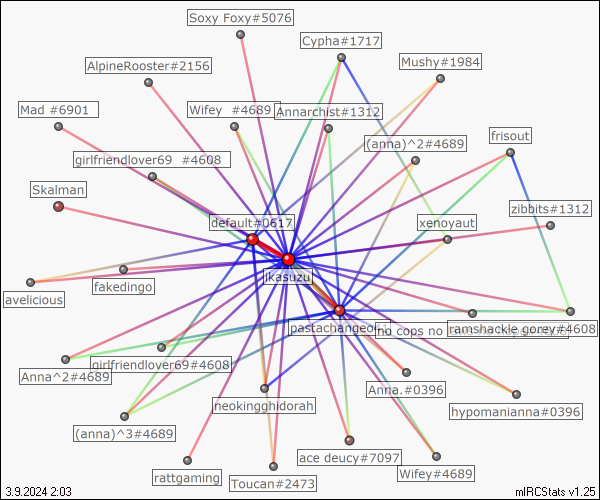 Soxy Foxy#5076
Cypha#1717
Mushy#1984
AlpineRooster#2156
Mad #6901
Wifey #4689
Annarchist#1312
(anna)^2#4689
frisout
girlfriendlover69 #4608
Skalman
default#0617
xenoyaut
zibbits#1312
jkasuzu
fakedingo
avelicious
pastachangeol
no cops no
ramshackle gorey#4608
Anna^2#4689
girlfriendlover69#4608
Anna.#0396
neokingghidorah
hypomanianna#0396
(anna)^3#4689
ace deucy#7097
rattgaming
Toucan#2473
Wifey#4689
3.9.2024 2:03
mIRCStats v1.25